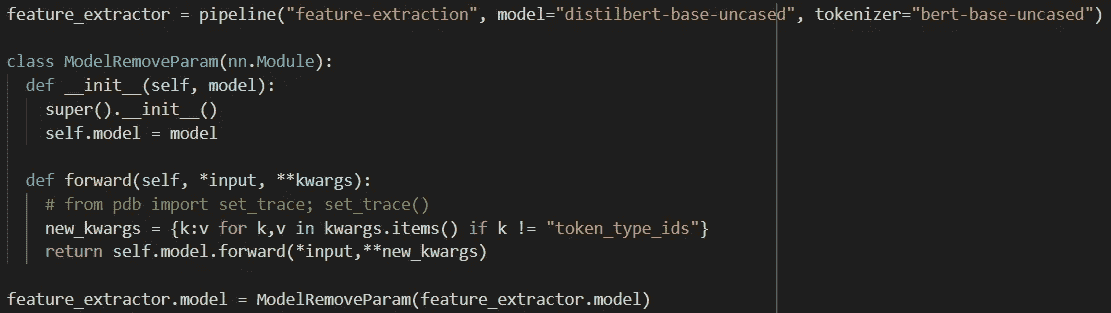 feature_extractor = pipeline("feature-extraction", model="distilbert-base-uncased", tokenizer="bert-base-uncased")
class ModelRemoveParam(nn.Module):
  def __init__(self, model):
    super().__init__()
    self.model = model
  def forward(self, *input, **kwargs):
    # from pdb import set_trace; set_trace()
    new_kwargs = {k:v for k,v in kwargs.items() if k != "token_type_ids"}
    return self.model.forward(*input,**new_kwargs)
feature_extractor.model = ModelRemoveParam(feature_extractor.model)